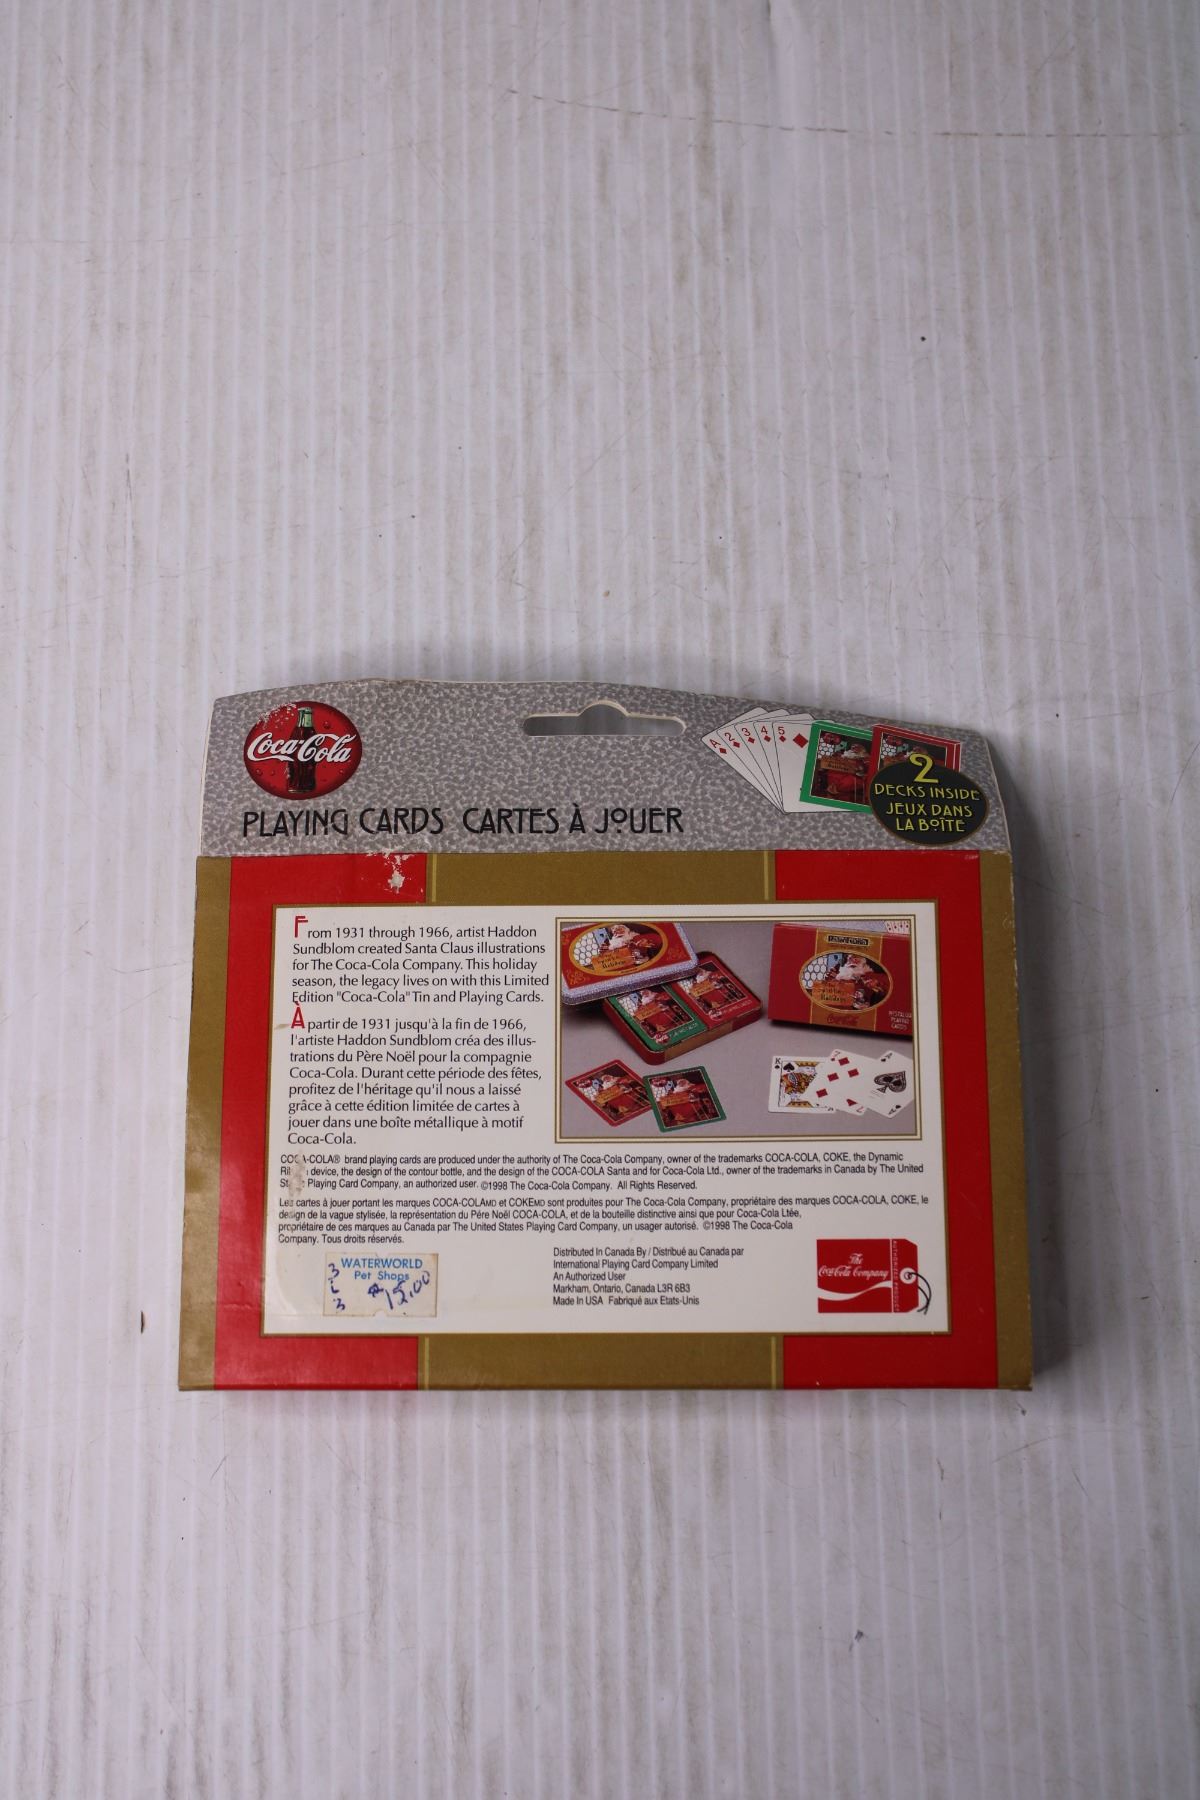 Coca-Cola
PLAYING CARDS CARTES À JOUER
A 2 3 4 5
2
DECKS INSIDE
JEUX DANS
LA BOÎTE
From 1931 through 1966, artist Haddon
Sundblom created Santa Claus illustrations
for The Coca-Cola Company. This holiday
season, the legacy lives on with this Limited
Edition "Coca-Cola" Tin and Playing Cards.
À partir de 1931 jusqu'à la fin de 1966,
l'artiste Haddon Sundblom créa des illus-
trations du Père Noël pour la compagnie
Coca-Cola. Durant cette période des fêtes,
profitez de l'héritage qu'il nous a laissé
grâce à cette édition limitée de cartes à
jouer dans une boîte métallique à motif
Coca-Cola.
NOSTALGIA
PLAYING
CARDS
K
COCA-COLA® brand playing cards are produced under the authority of The Coca-Cola Company, owner of the trademarks COCA-COLA, COKE, the Dynamic
device, the design of the contour bottle, and the design of the COCA-COLA Santa and for Coca-Cola Ltd., owner of the trademarks in Canada by The United
Playing Card Company, an authorized user. ©1998 The Coca-Cola Company. All Rights Reserved.
Les cartes à jouer portant les marques COCA-COLAMD et COKEMD sont produites pour The Coca-Cola Company, propriétaire des marques COCA-COLA, COKE, le
design de la vague stylisée, la représentation du Père Noël COCA-COLA, et de la bouteille distinctive ainsi que pour Coca-Cola Ltée,
propriétaire de ces marques au Canada par The United States Playing Card Company, un usager autorisé. ©1998 The Coca-Cola
Company. Tous droits réservés.
WATERWORLD
Pet Shops
15.00
Distributed In Canada By / Distribué au Canada par
International Playing Card Company Limited
An Authorized User
Markham, Ontario, Canada L3R 6B3
Made In USA Fabriqué aux Etats-Unis
The
Coca-Cola Company
AUTHORIZED PRODUCT